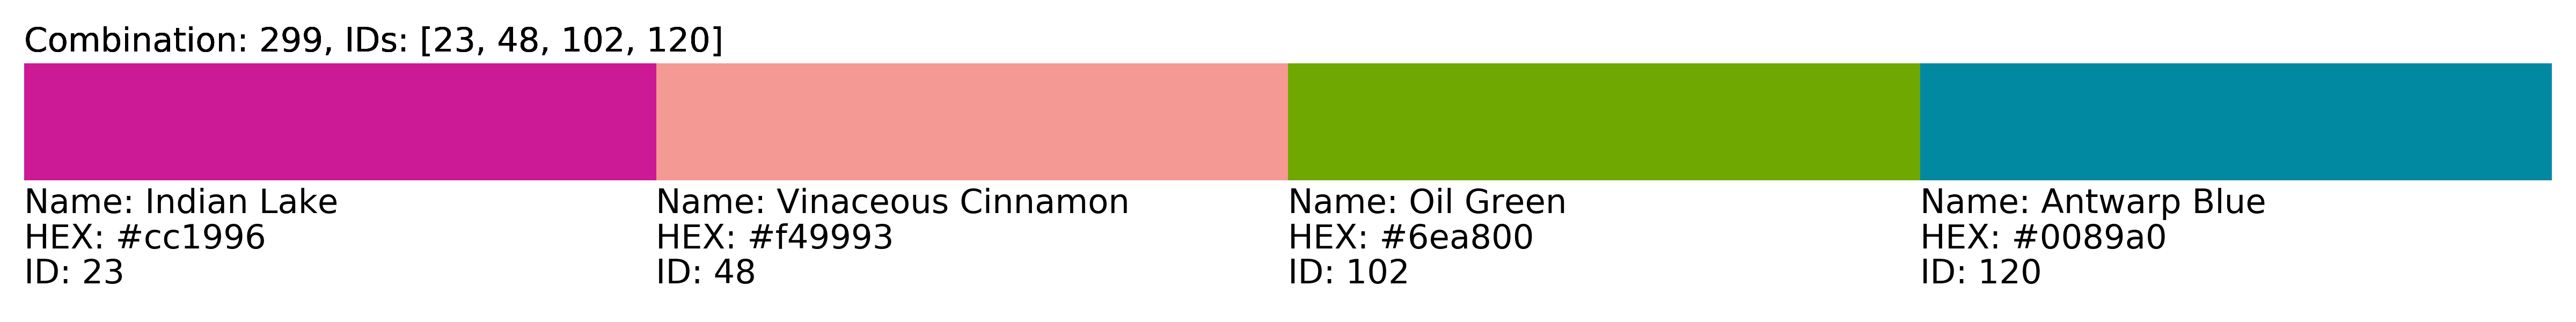 Combination: 299, IDs: [23, 48, 102, 120]
Name: Indian Lake
HEX: #cc1996
ID: 23
Name: Vinaceous Cinnamon
HEX: #f49993
ID: 48
Name: Oil Green
HEX: #6ea800
ID: 102
Name: Antwarp Blue
HEX: #0089a0
ID: 120